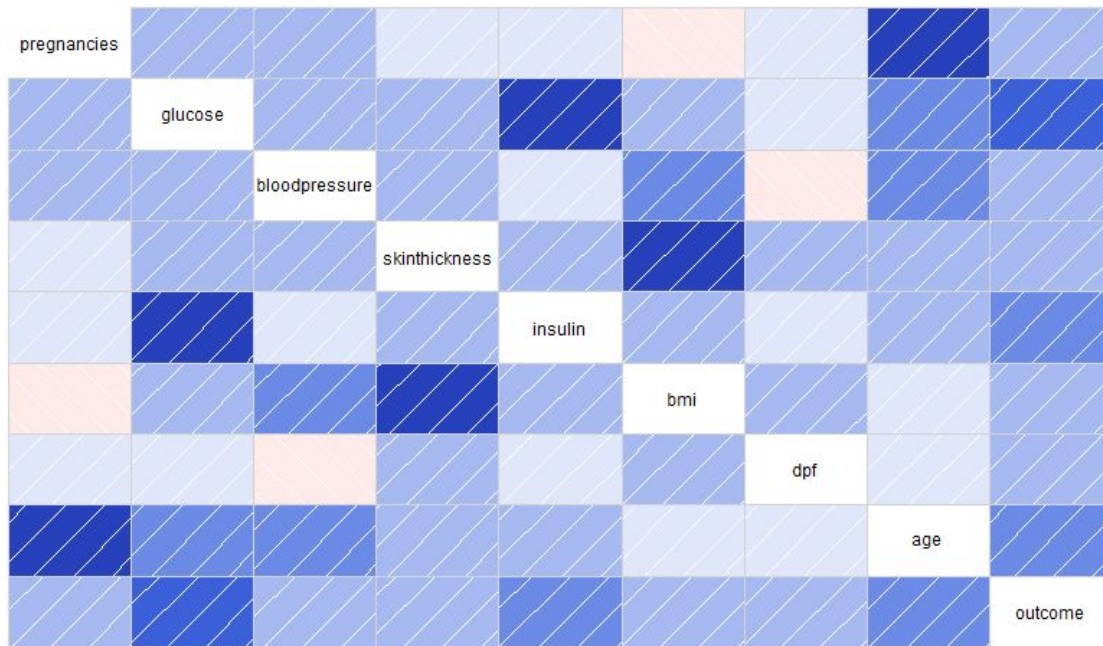 pregnancies
glucose
bloodpressure
skinthickness
insulin
bmi
dpf
age
outcome